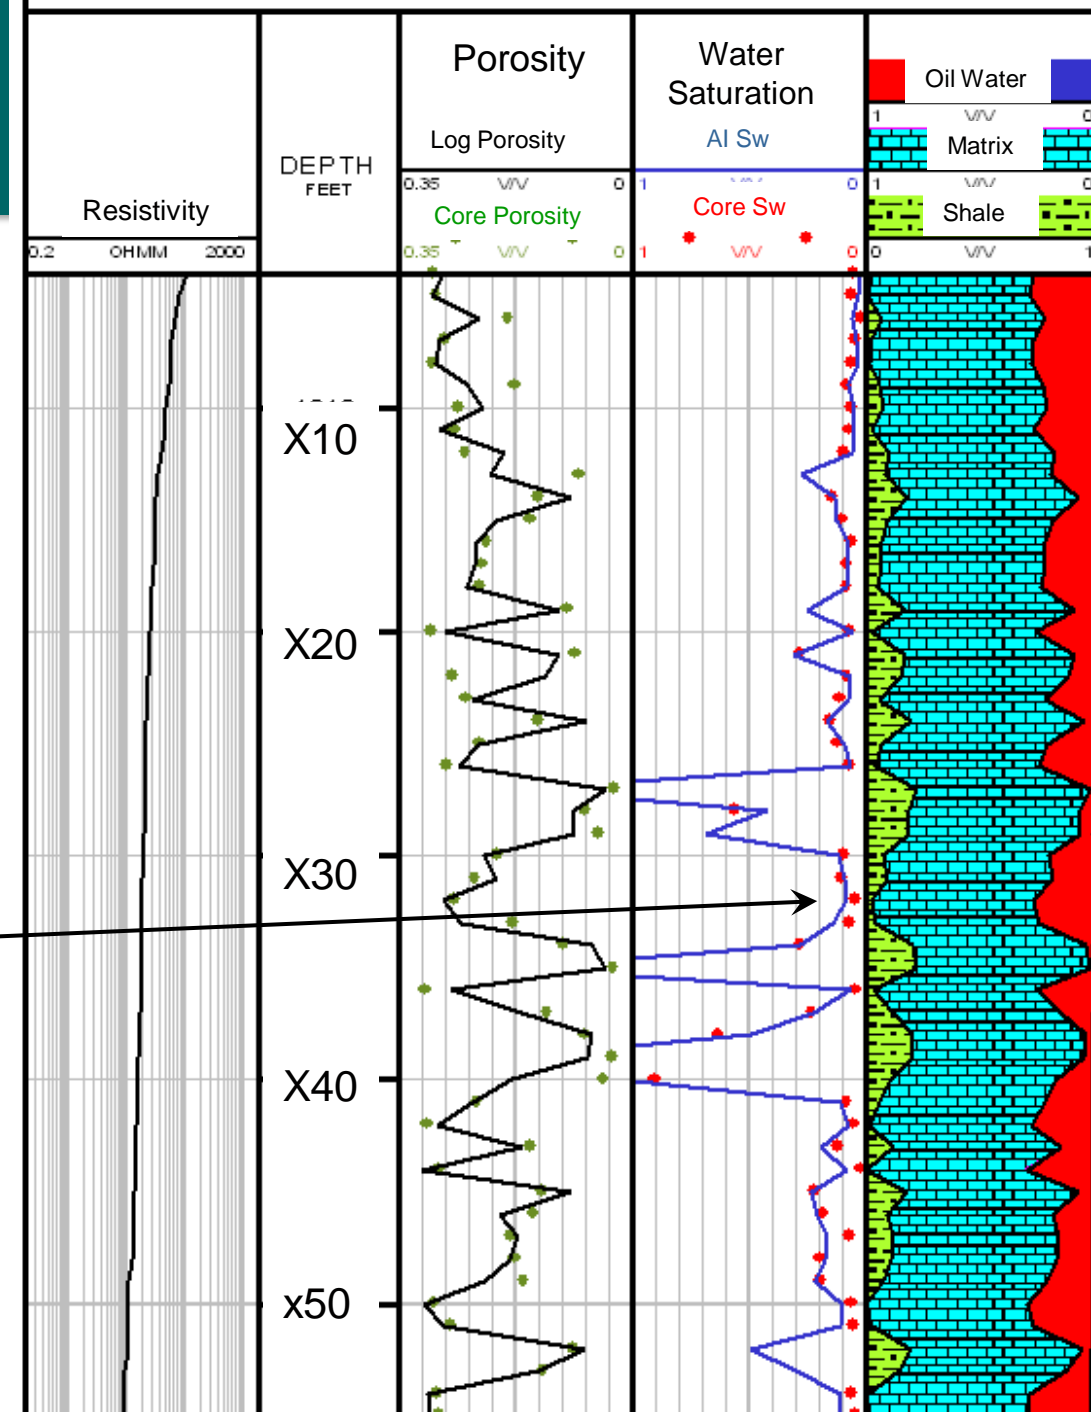 Resistivity
0.2 OHMM 2000
DEPTH
FEET
Porosity
Log Porosity
0.35 V/V 0
Core Porosity
0.35 V/V 0
Water
Saturation
AI Sw
1 0
Core Sw
1 V/V 0
Oil Water
1 V/V 0
Matrix
1 V/V 0
Shale
0 V/V 1
X10
X20
X30
X40
x50